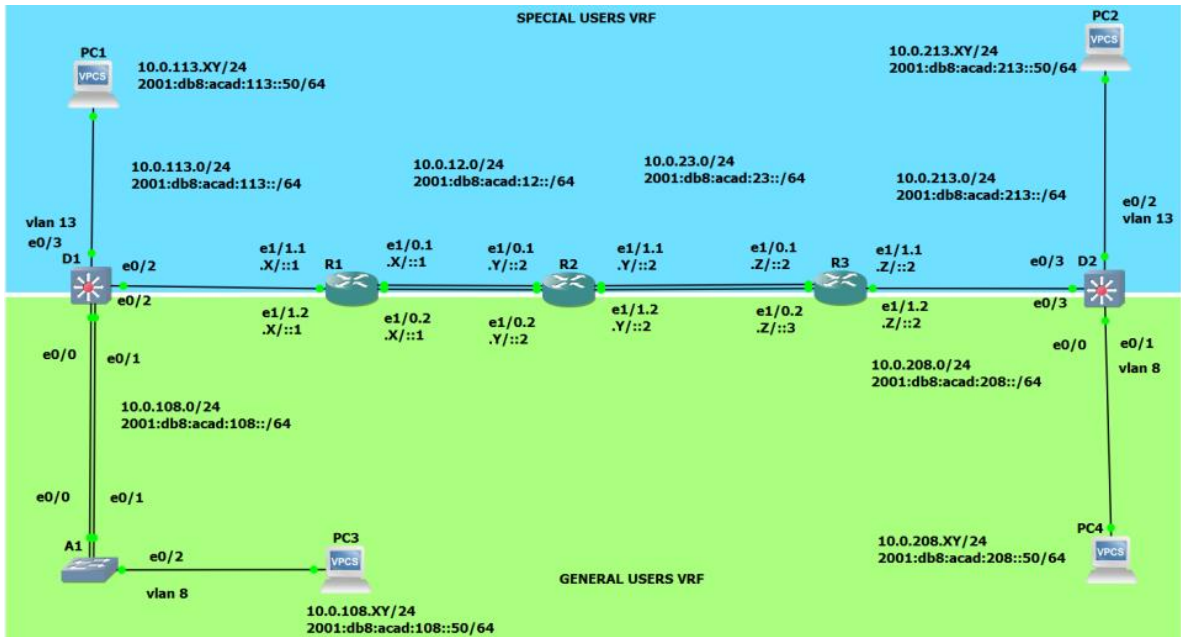 SPECIAL USERS VRF
PC1
VPCS
10.0.113.XY/24
2001:db8:acad:113::50/64
PC2
VPCS
10.0.213.XY/24
2001:db8:acad:213::50/64
10.0.113.0/24
2001:db8:acad:113::/64
10.0.12.0/24
2001:db8:acad:12::/64
10.0.23.0/24
2001:db8:acad:23::/64
10.0.213.0/24
2001:db8:acad:213::/64
vlan 13
e0/3
D1
e0/2
e0/2
e1/1.1
.X/::1
R1
e1/0.1
.X/::1
e1/0.1
.Y/::2
R2
e1/1.1
.Y/::2
e1/0.1
.Z/::2
R3
e1/1.1
.Z/::2
e0/3
D2
e0/2
vlan 13
e0/3
e1/1.2
.X/::1
e1/0.2
.X/::1
e1/0.2
.Y/::2
e1/1.2
.Y/::2
e1/0.2
.Z/::3
e1/1.2
.Z/::2
e0/0
e0/1
e0/0
e0/1
vlan 8
10.0.208.0/24
2001:db8:acad:208::/64
10.0.108.0/24
2001:db8:acad:108::/64
e0/0
e0/1
A1
e0/2
vlan 8
PC3
VPCS
10.0.108.XY/24
2001:db8:acad:108::50/64
PC4
VPCS
10.0.208.XY/24
2001:db8:acad:208::50/64
GENERAL USERS VRF